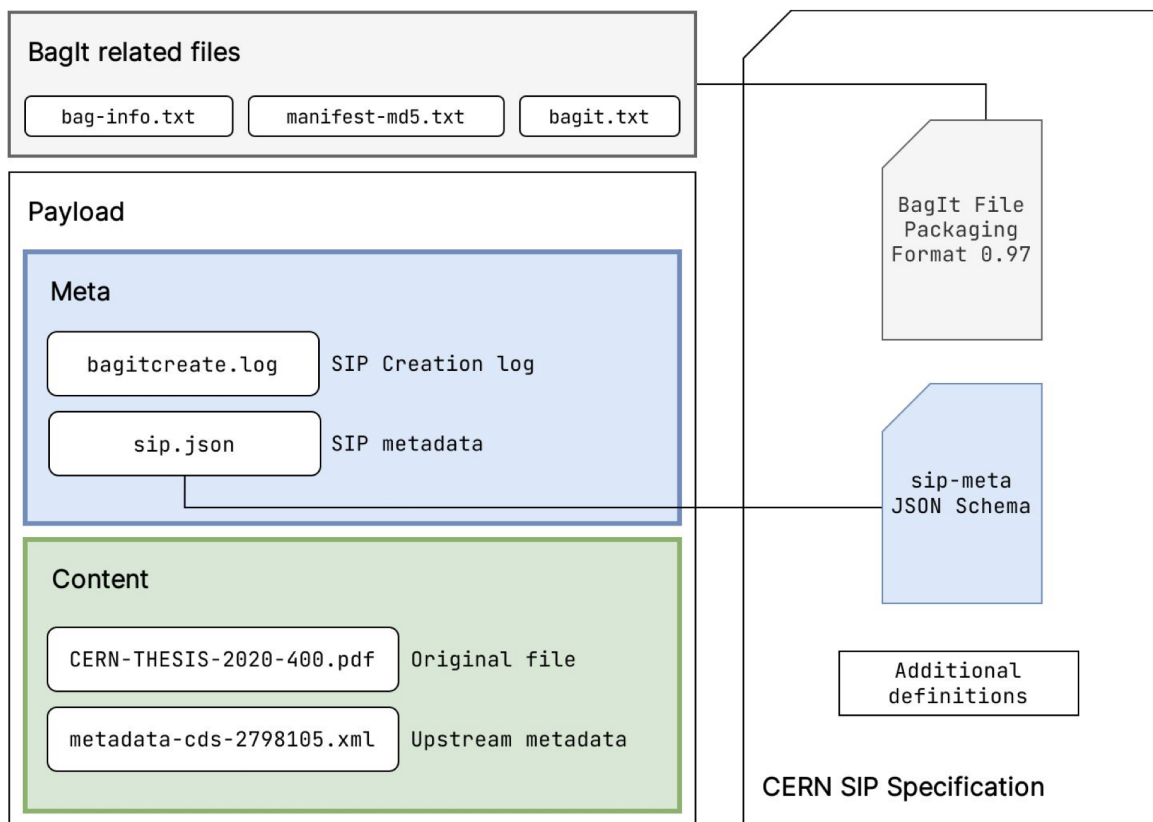 BagIt related files
bag-info.txt
manifest-md5.txt
bagit.txt
Payload
Meta
bagitcreate.log
SIP Creation log
sip.json
SIP metadata
Content
CERN-THESIS-2020-400.pdf
Original file
metadata-cds-2798105.xml
Upstream metadata
BagIt File
Packaging
Format 0.97
sip-meta
JSON Schema
Additional
definitions
CERN SIP Specification